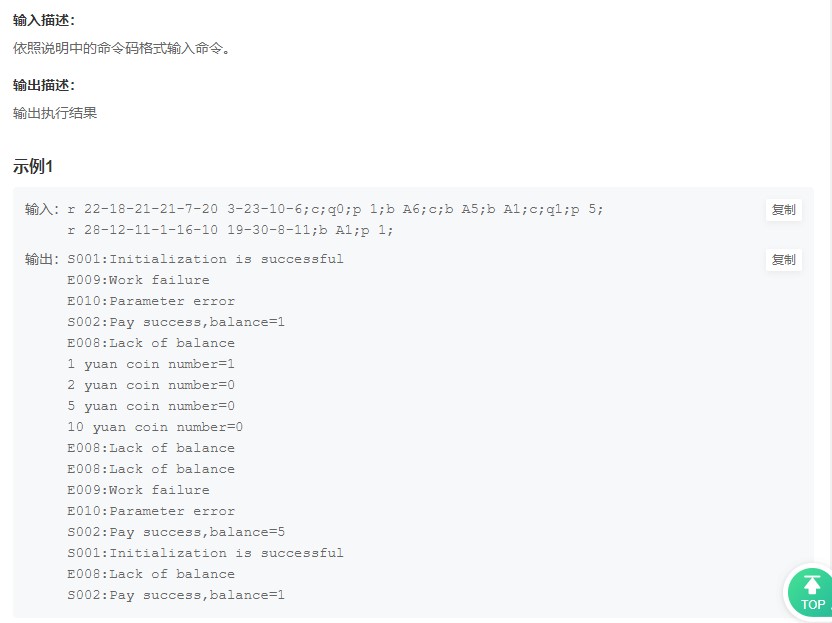 输入描述:
依照说明中的命令码格式输入命令。
输出描述:
输出执行结果
示例1
输入: r 22-18-21-21-7-20 3-23-10-6;c;q0;p 1;b A6;c;b A5;b A1;c;q1;p 5; 复制
r 28-12-11-1-16-10 19-30-8-11;b A1;p 1;
输出: S001:Initialization is successful 复制
E009:Work failure
E010:Parameter error
S002:Pay success,balance=1
E008:Lack of balance
1 yuan coin number=1
2 yuan coin number=0
5 yuan coin number=0
10 yuan coin number=0
E008:Lack of balance
E008:Lack of balance
E009:Work failure
E010:Parameter error
S002:Pay success,balance=5
S001:Initialization is successful
E008:Lack of balance
S002:Pay success,balance=1
TOP